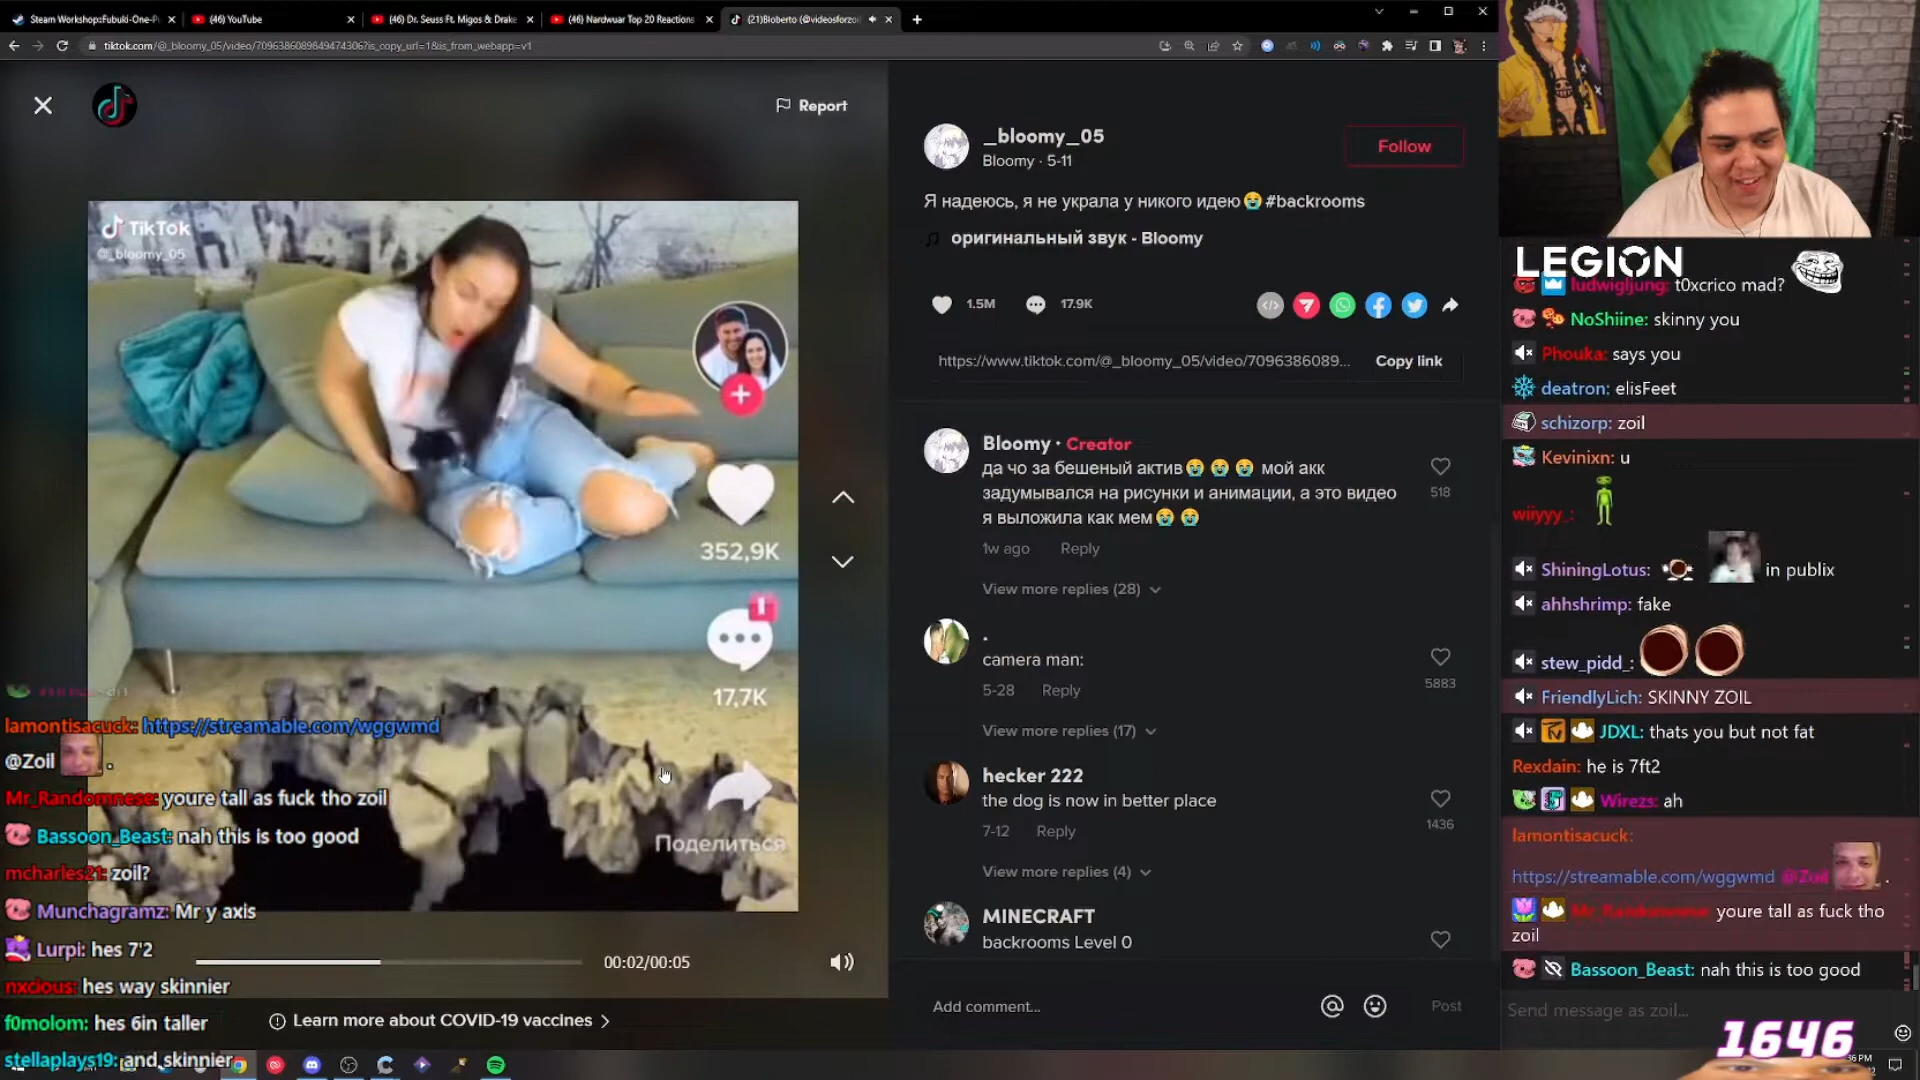 Steam Workshop::Fubuki-One-P
(46) YouTube
(46) Dr. Seuss Ft. Migos & Drake
(46) Nardwuar Top 20 Reactions
(21)Bloberto (@videosforzoi
tiktok.com/@_bloomy_05/video/7096386089849474306?is_copy_url=1&is_from_webapp=v1
Report
TikTok
@_bloomy_05
352,9K
17,7K
Поделиться
00:02/00:05
Learn more about COVID-19 vaccines
lamontisacuck: https://streamable.com/wggwmd
@Zoil .
Mr_Randomnese: youre tall as fuck tho zoil
Bassoon_Beast: nah this is too good
mcharles21: zoil?
Munchagramz: Mr y axis
Lurpi: hes 7'2
nxcious: hes way skinnier
f0molom: hes 6in taller
stellaplays19: and skinnier
_bloomy_05
Bloomy · 5-11
Follow
Я надеюсь, я не украла у никого идею😭 #backrooms
оригинальный звук - Bloomy
1.5M
17.9K
https://www.tiktok.com/@_bloomy_05/video/7096386089...
Copy link
Bloomy · Creator
да чо за бешеный актив😭😭😭 мой акк
задумывался на рисунки и анимации, а это видео
я выложила как мем😭😭
518
1w ago Reply
View more replies (28)
.
camera man:
5883
5-28 Reply
View more replies (17)
hecker 222
the dog is now in better place
1436
7-12 Reply
View more replies (4)
MINECRAFT
backrooms Level 0
Add comment...
Post
LEGION
ludwigljung: t0xcrico mad?
NoShiine: skinny you
Phouka: says you
deatron: elisFeet
schizorp: zoil
Kevinixn: u
wiiyyy_:
ShiningLotus: in publix
ahhshrimp: fake
stew_pidd_:
FriendlyLich: SKINNY ZOIL
JDXL: thats you but not fat
Rexdain: he is 7ft2
Wirezs: ah
lamontisacuck:
https://streamable.com/wggwmd @Zoil .
Mr_Randomnese: youre tall as fuck tho
zoil
Bassoon_Beast: nah this is too good
Send message as zoil...
1646